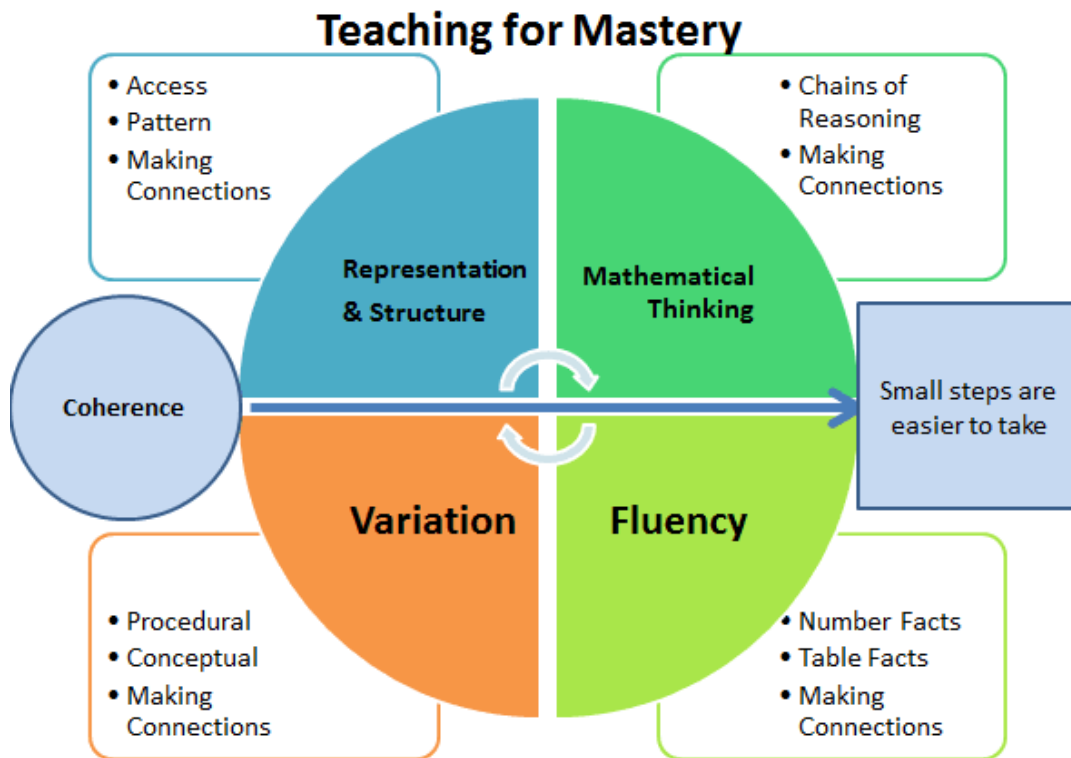 Teaching for Mastery
• Access
• Pattern
• Making
Connections
• Chains of
Reasoning
• Making
Connections
Representation
& Structure
Mathematical
Thinking
Coherence
Small steps are
easier to take
Variation
Fluency
• Procedural
• Conceptual
• Making
Connections
• Number Facts
• Table Facts
• Making
Connections